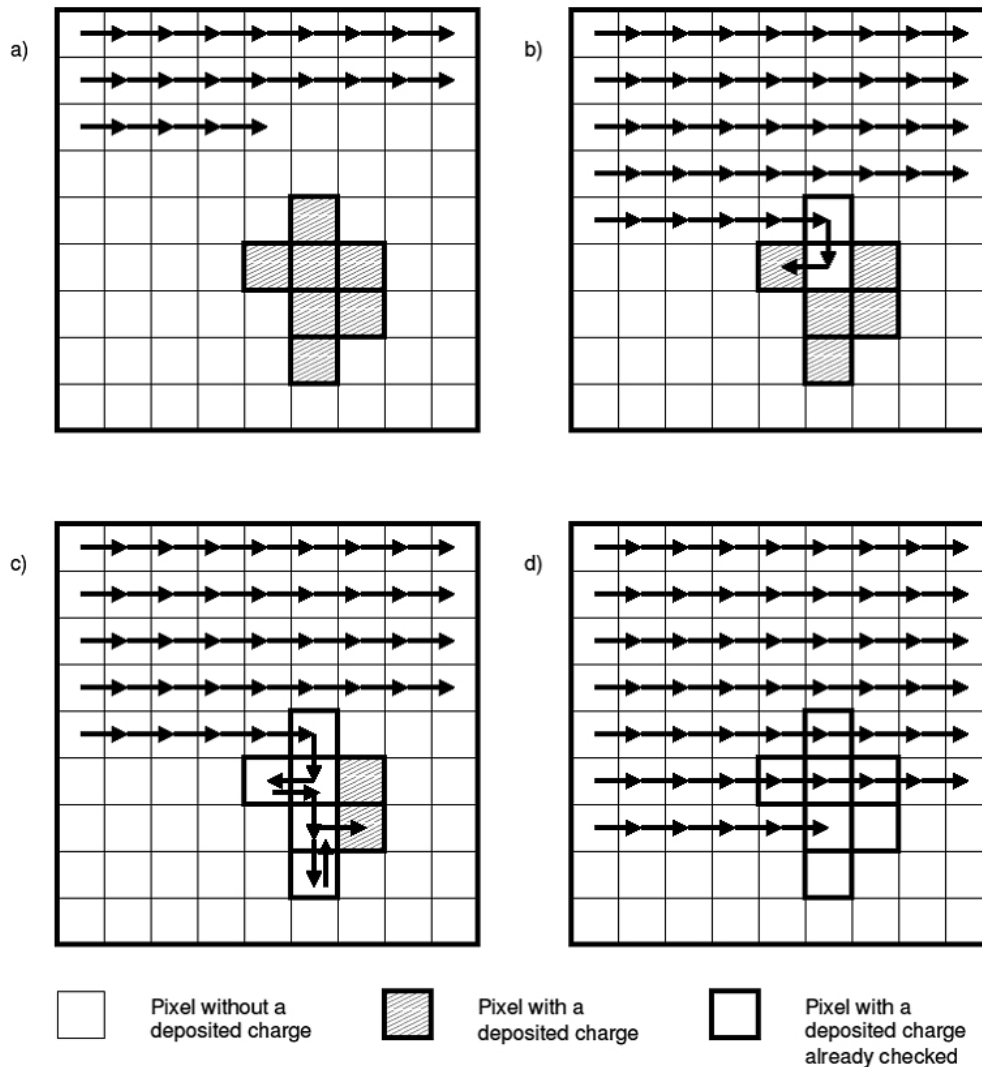 a)
b)
c)
d)
Pixel without a
deposited charge
Pixel with a
deposited charge
Pixel with a
deposited charge
already checked